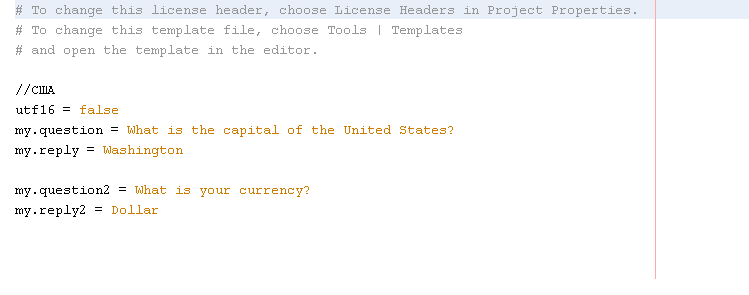 # To change this license header, choose License Headers in Project Properties.
# To change this template file, choose Tools | Templates
# and open the template in the editor.
//США
utf16 = false
my.question = What is the capital of the United States?
my.reply = Washington
my.question2 = What is your currency?
my.reply2 = Dollar